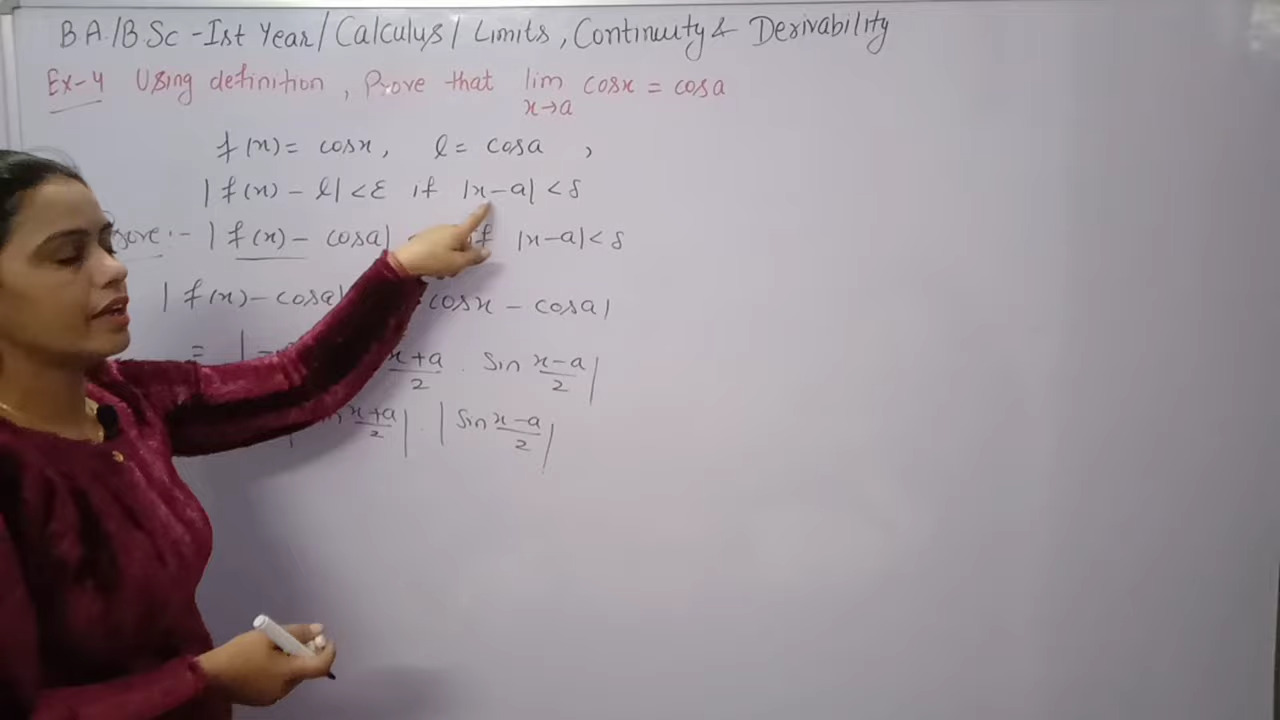 B.A./B.Sc - Ist Year / Calculus / Limits, Continuity & Derivability
Ex-4 Using definition, Prove that lim x→a cosx = cosa
f(x) = cosx, l = cosa ,
|f(x) - l| < ε if |x-a| < δ
:- |f(x) - cosa| if |x-a| < δ
|f(x) - cosa| cosx - cosa|
= | - x+a/2 . Sin x-a/2 |
x+a/2 | . | Sin x-a/2 |